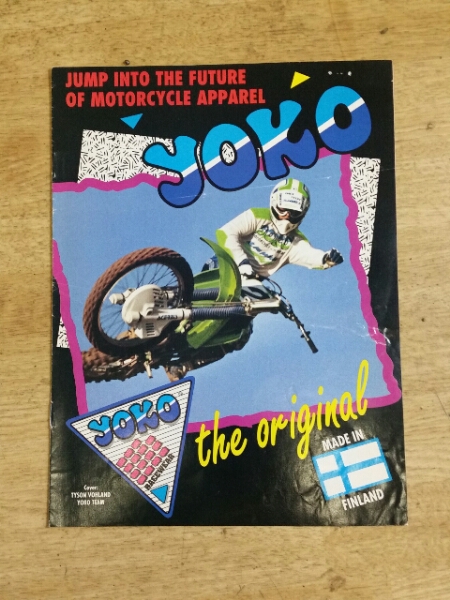 JUMP INTO THE FUTURE
OF MOTORCYCLE APPAREL
YOKO
the original
YOKO
RACEWEAR
Cover:
TYSON VOHLAND
YOKO TEAM
MADE IN
FINLAND